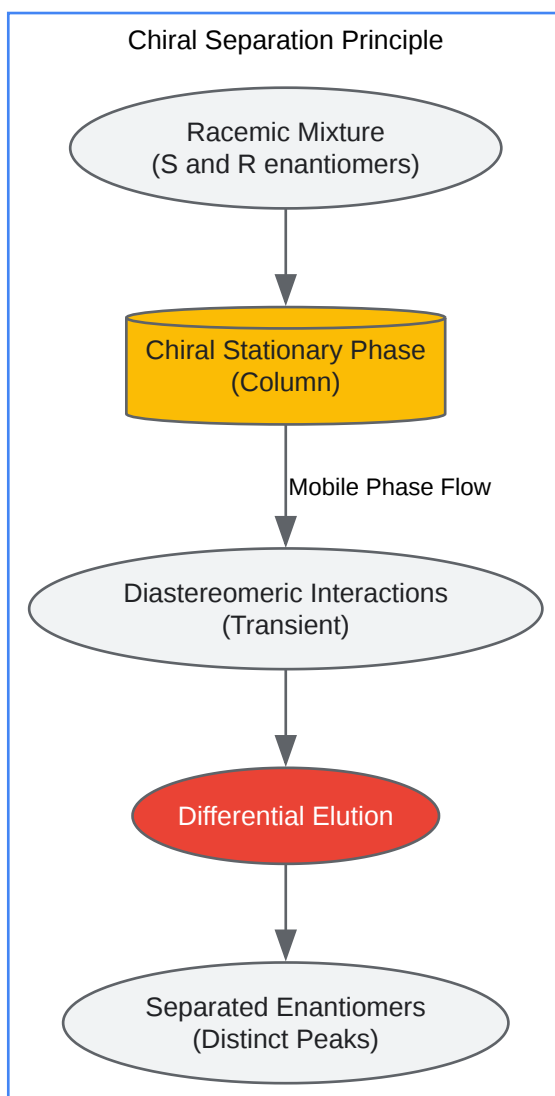 Chiral Separation Principle
Racemic Mixture
(S and R enantiomers)
Chiral Stationary Phase
(Column)
Mobile Phase Flow
Diastereomeric Interactions
(Transient)
Differential Elution
Separated Enantiomers
(Distinct Peaks)